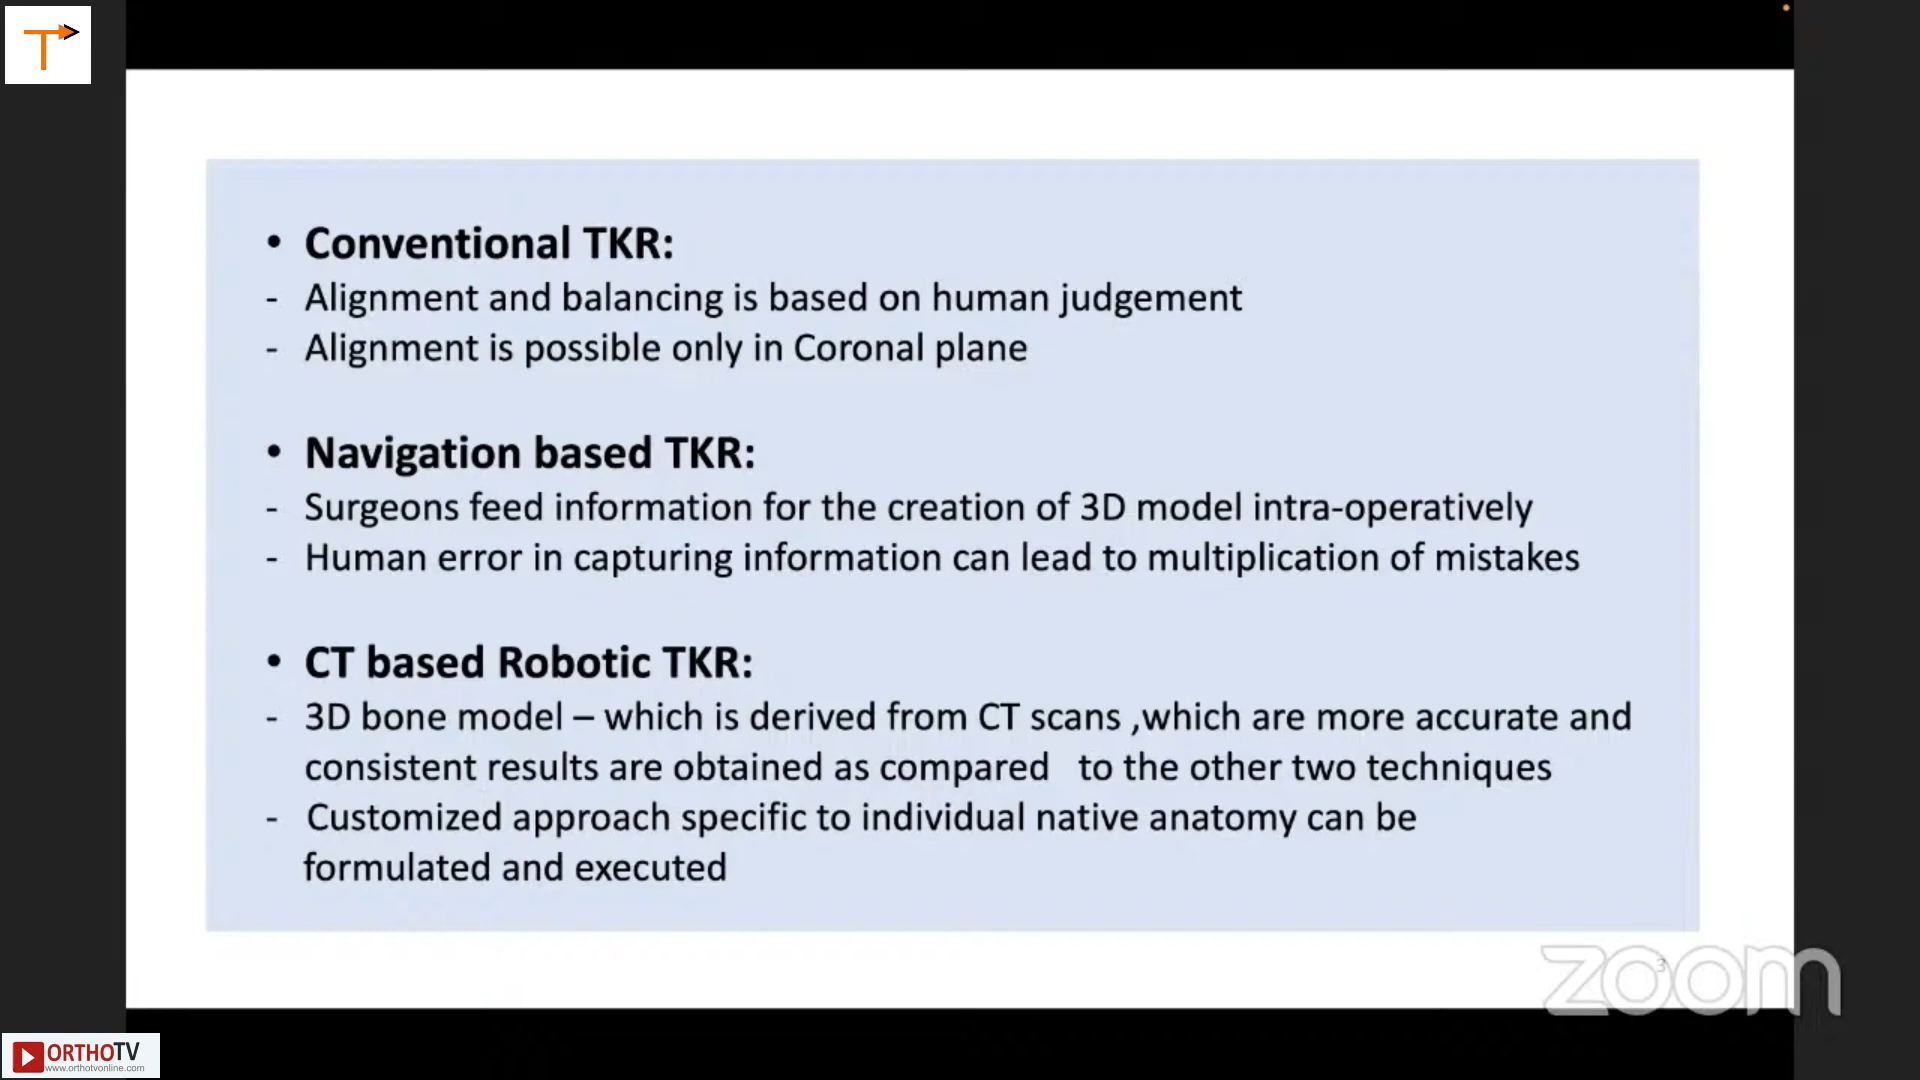 T
• Conventional TKR:
- Alignment and balancing is based on human judgement
- Alignment is possible only in Coronal plane
• Navigation based TKR:
- Surgeons feed information for the creation of 3D model intra-operatively
- Human error in capturing information can lead to multiplication of mistakes
• CT based Robotic TKR:
- 3D bone model – which is derived from CT scans ,which are more accurate and
consistent results are obtained as compared   to the other two techniques
- Customized approach specific to individual native anatomy can be
formulated and executed
3
zoom
ORTHOTV
www.orthotvonline.com